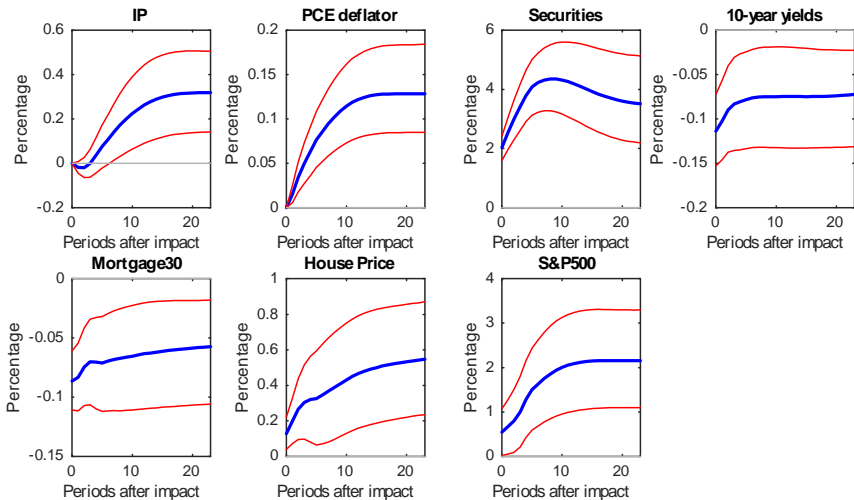 IP
PCE deflator
Securities
10-year yields
Percentage
0.6
0.4
0.2
0
-0.2
0 10 20
Periods after impact
Percentage
0.2
0.15
0.1
0.05
0
0 10 20
Periods after impact
Percentage
6
4
2
0
0 10 20
Periods after impact
Percentage
0
-0.05
-0.1
-0.15
-0.2
0 10 20
Periods after impact
Mortgage30
House Price
S&P500
Percentage
0
-0.05
-0.1
-0.15
0 10 20
Periods after impact
Percentage
1
0.8
0.6
0.4
0.2
0
0 10 20
Periods after impact
Percentage
4
3
2
1
0
0 10 20
Periods after impact